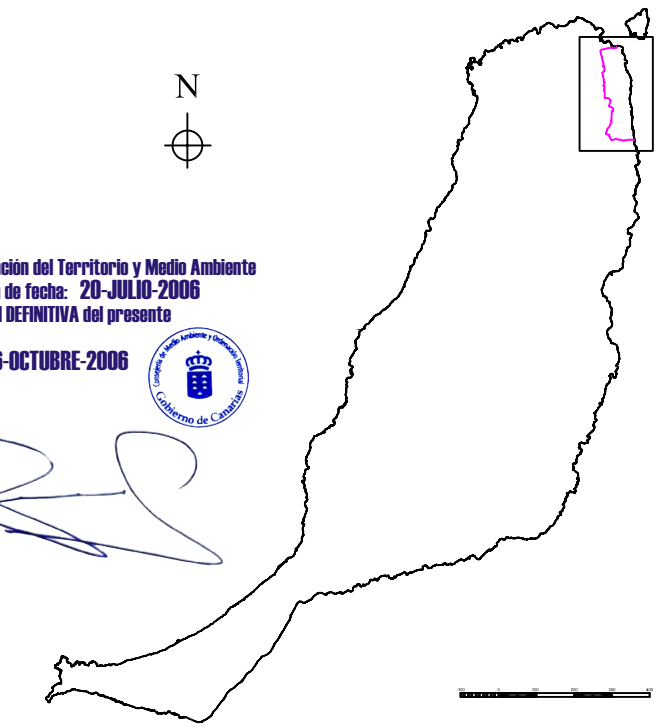 N
ación del Territorio y Medio Ambiente
de fecha: 20-JULIO-2006
DEFINITIVA del presente
-OCTUBRE-2006
Consejería de Medio Ambiente y Ordenación Territorial
Gobierno de Canarias